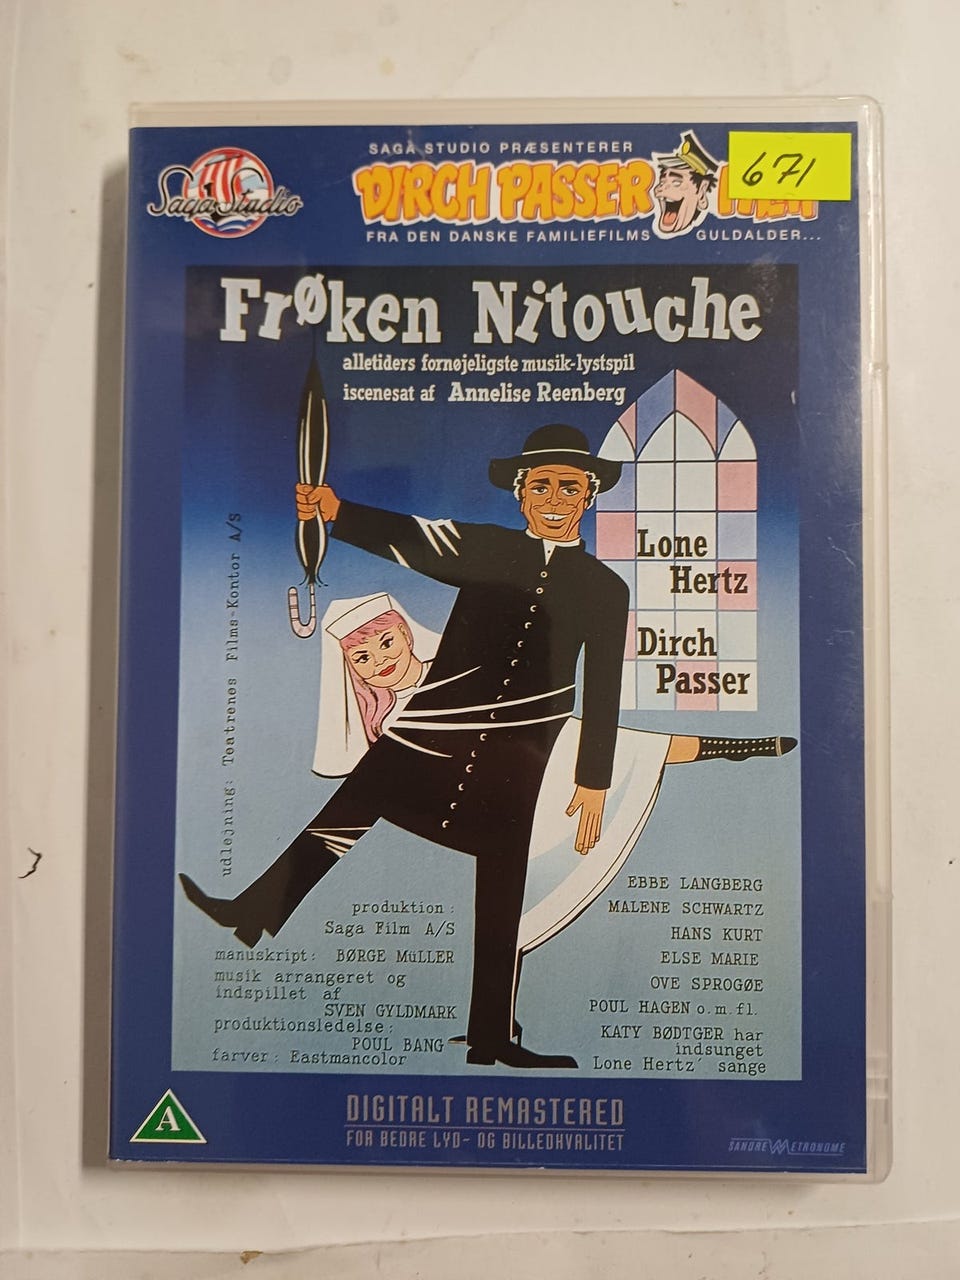 SAGA STUDIO PRÆSENTERER
Saga Studio
DIRCH PASSER
671
FRA DEN DANSKE FAMILIEFILMS GULDALDER...
Frøken Nitouche
alletiders fornøjeligste musik-lystspil
iscenesat af Annelise Reenberg
Lone
Hertz
Dirch
Passer
udlejning: Teatrenes Films-Kontor A/S
produktion:
Saga Film A/S
manuskript: BØRGE MüLLER
musik arrangeret og
indspillet af
SVEN GYLDMARK
produktionsledelse:
POUL BANG
farver: Eastmancolor
EBBE LANGBERG
MALENE SCHWARTZ
HANS KURT
ELSE MARIE
OVE SPROGØE
POUL HAGEN o.m.fl.
KATY BØDTGER har
indsunget
Lone Hertz' sange
A
DIGITALT REMASTERED
FOR BEDRE LYD- OG BILLEDKVALITET
SANDREW METRONOME